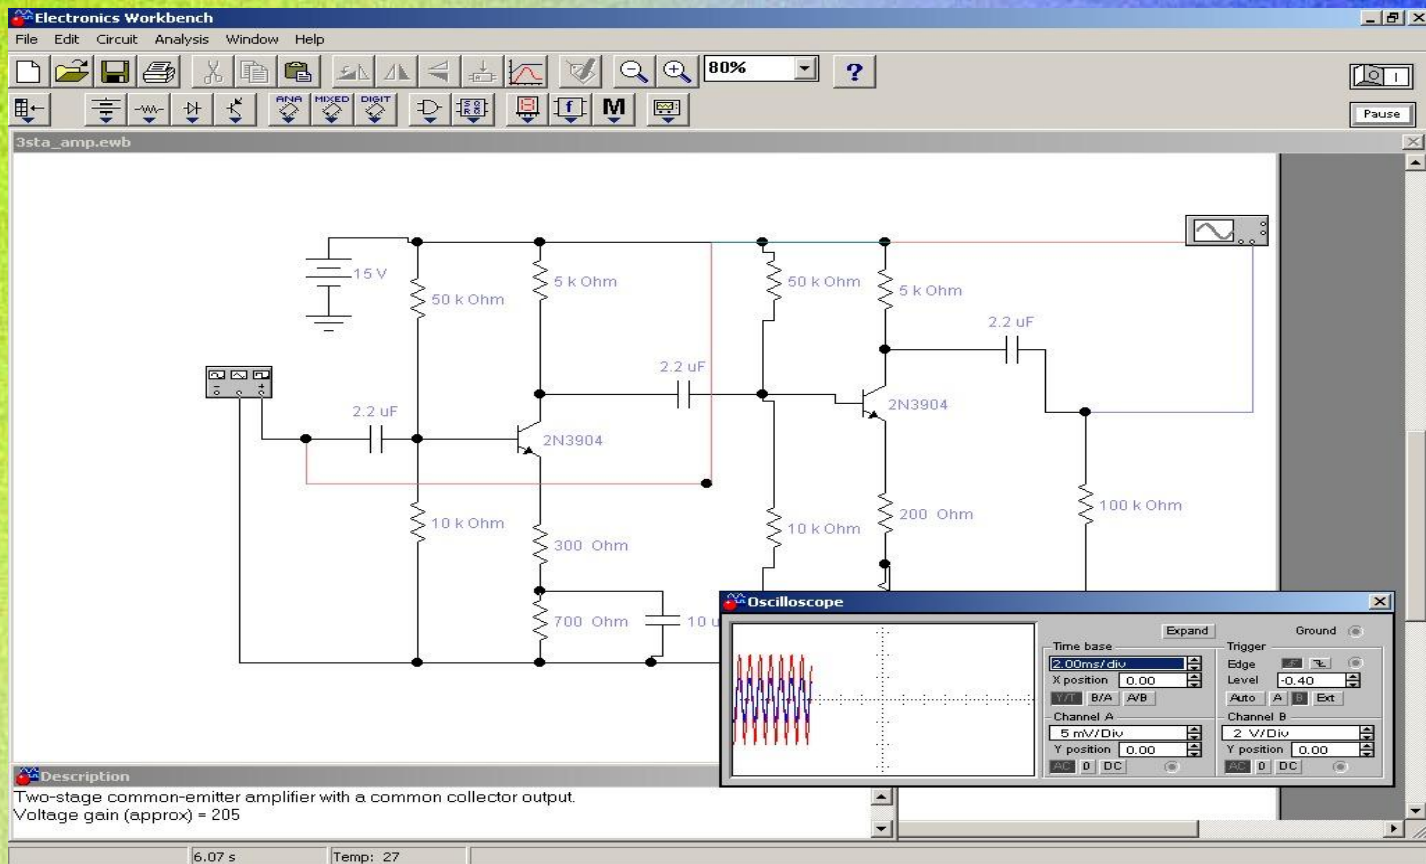 Electronics Workbench
File Edit Circuit Analysis Window Help
80% ?
ANA MIXED DIGIT f M
Pause
3sta_amp.ewb
15 V
50 k Ohm
5 k Ohm
50 k Ohm
5 k Ohm
2.2 uF
2.2 uF
2.2 uF
2N3904
2N3904
10 k Ohm
300 Ohm
10 k Ohm
200 Ohm
100 k Ohm
700 Ohm
10 u
Oscilloscope
Expand Ground
Time base Trigger
2.00ms/div Edge
X position 0.00 Level -0.40
Y/T B/A A/B Auto A B Ext
Channel A Channel B
5 mV/Div 2 V/Div
Y position 0.00 Y position 0.00
AC 0 DC AC 0 DC
Description
Two-stage common-emitter amplifier with a common collector output.
Voltage gain (approx) = 205
6.07 s Temp: 27